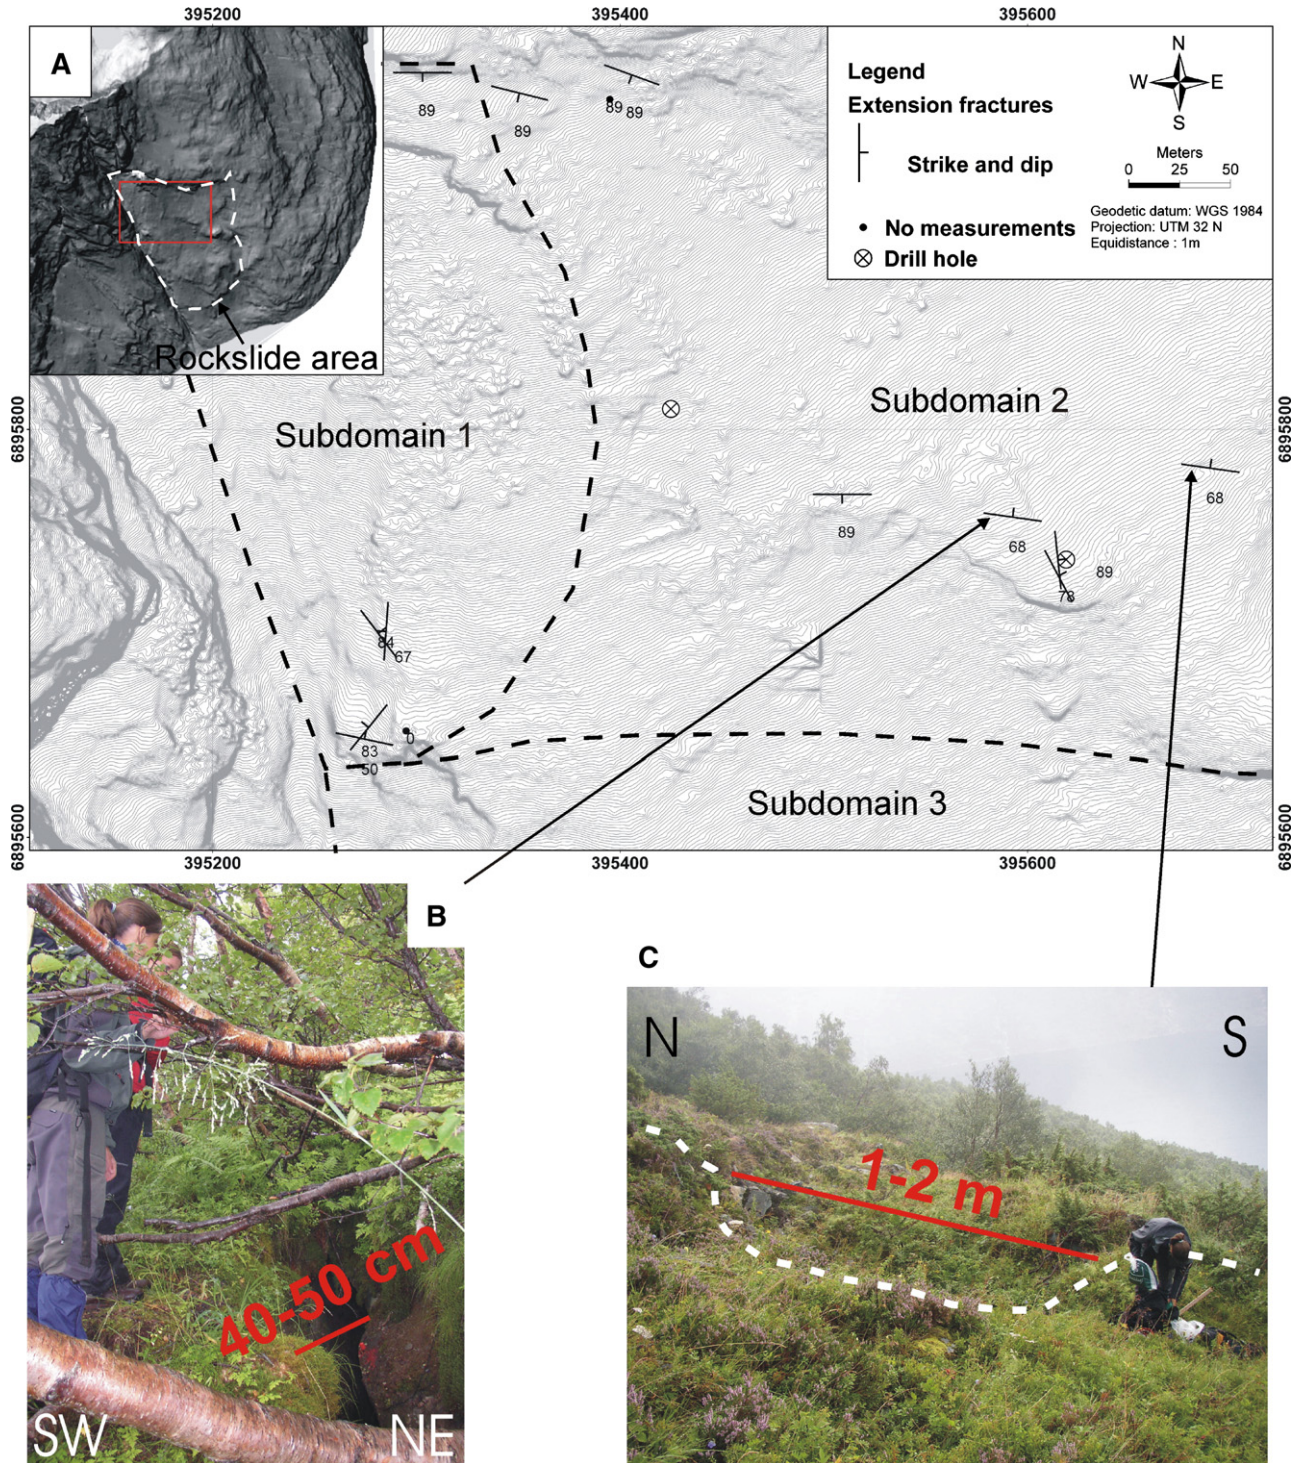 395200
395400
395600
A
Rockslide area
Legend
Extension fractures
Strike and dip
No measurements
Drill hole
N
W
E
S
Meters
0
25
50
Geodetic datum: WGS 1984
Projection: UTM 32 N
Equidistance : 1m
89
89
89
89
6895800
6895800
Subdomain 1
Subdomain 2
89
68
68
89
78
84
67
83
50
0
Subdomain 3
6895600
6895600
395200
395400
395600
B
40-50 cm
SW
NE
C
N
S
1-2 m